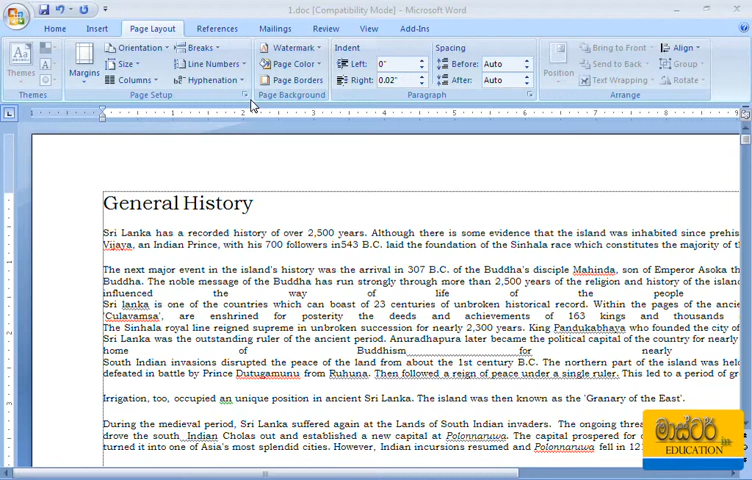 1.doc [Compatibility Mode] - Microsoft Word
Home Insert Page Layout References Mailings Review View Add-Ins
Themes
Margins
Orientation
Size
Columns
Breaks
Line Numbers
Hyphenation
Watermark
Page Color
Page Borders
Indent
Left: 0"
Right: 0.02"
Spacing
Before: Auto
After: Auto
Position
Bring to Front
Send to Back
Text Wrapping
Align
Group
Rotate
Themes Page Setup Page Background Paragraph Arrange
General History
Sri Lanka has a recorded history of over 2,500 years. Although there is some evidence that the island was inhabited since prehis
Vijaya, an Indian Prince, with his 700 followers in543 B.C. laid the foundation of the Sinhala race which constitutes the majority of t
The next major event in the island's history was the arrival in 307 B.C. of the Buddha's disciple Mahinda, son of Emperor Asoka th
Buddha. The noble message of the Buddha has run strongly through more than 2,500 years of the religion and history of the island
influenced the way of life of the people
Sri lanka is one of the countries which can boast of 23 centuries of unbroken historical record. Within the pages of the ancie
'Culavamsa', are enshrined for posterity the deeds and achievements of 163 kings and thousands
The Sinhala royal line reigned supreme in unbroken succession for nearly 2,300 years. King Pandukabhaya who founded the city of
Sri Lanka was the outstanding ruler of the ancient period. Anuradhapura later became the political capital of the country for nearly
home of Buddhism for nearly
South Indian invasions disrupted the peace of the land from about the 1st century B.C. The northern part of the island was held
defeated in battle by Prince Dutugamunu from Ruhuna. Then followed a reign of peace under a single ruler. This led to a period of gr
Irrigation, too, occupied an unique position in ancient Sri Lanka. The island was then known as the 'Granary of the East'.
During the medieval period, Sri Lanka suffered again at the Lands of South Indian invaders. The ongoing threa
drove the south Indian Cholas out and established a new capital at Polonnaruwa. The capital prospered for
turned it into one of Asia's most splendid cities. However, Indian incursions resumed and Polonnaruwa fell in 12
මාස්ටර්
EDUCATION